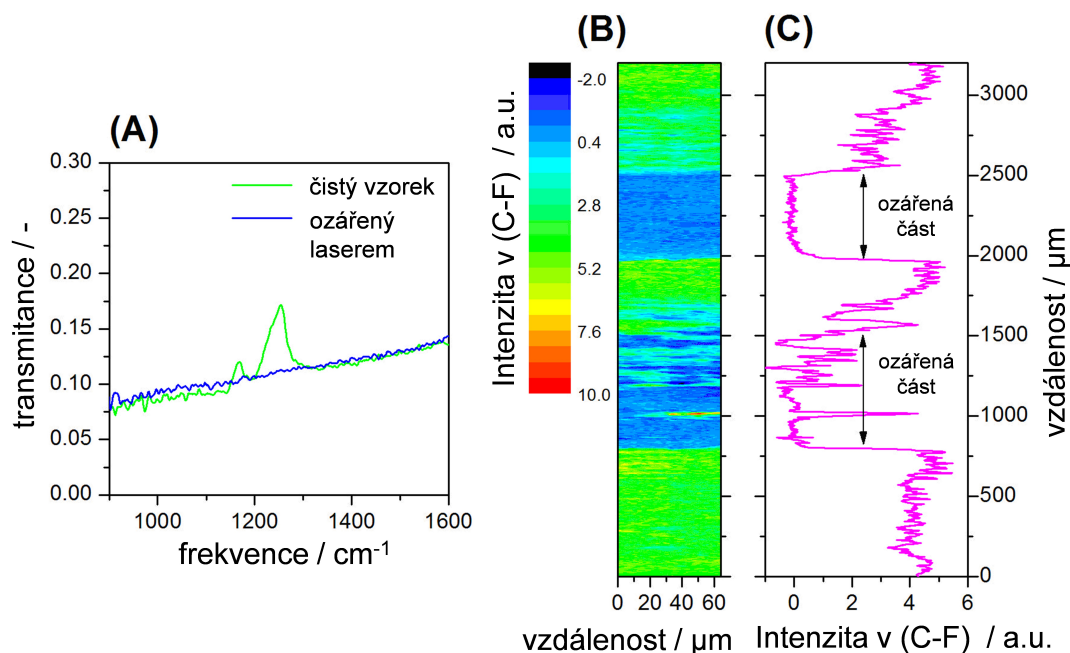 (A)
0.30
0.25
0.20
0.15
0.10
0.05
0.00
transmitance / -
čistý vzorek
ozářený
laserem
1000
1200
1400
1600
frekvence / cm⁻¹
(B)
Intenzita v (C-F) / a.u.
-2.0
0.4
2.8
5.2
7.6
10.0
0
20
40
60
vzdálenost / µm
(C)
ozářená
část
ozářená
část
3000
2500
2000
1500
1000
500
0
vzdálenost / µm
0
2
4
6
Intenzita v (C-F) / a.u.